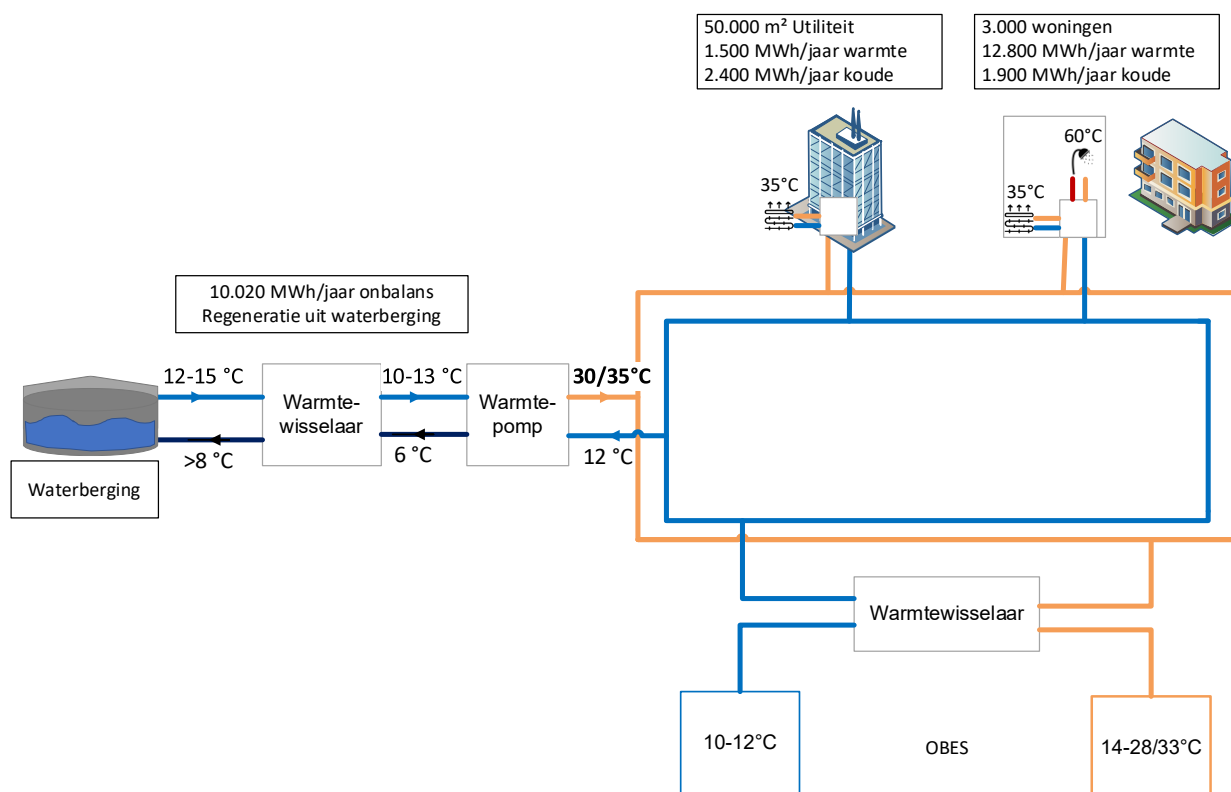 50.000 m² Utiliteit
1.500 MWh/jaar warmte
2.400 MWh/jaar koude
3.000 woningen
12.800 MWh/jaar warmte
1.900 MWh/jaar koude
60°C
35°C
35°C
10.020 MWh/jaar onbalans
Regeneratie uit waterberging
12-15 °C
10-13 °C
30/35°C
Warmte-
wisselaar
Warmte-
pomp
>8 °C
6 °C
12 °C
Waterberging
Warmtewisselaar
10-12°C
OBES
14-28/33°C